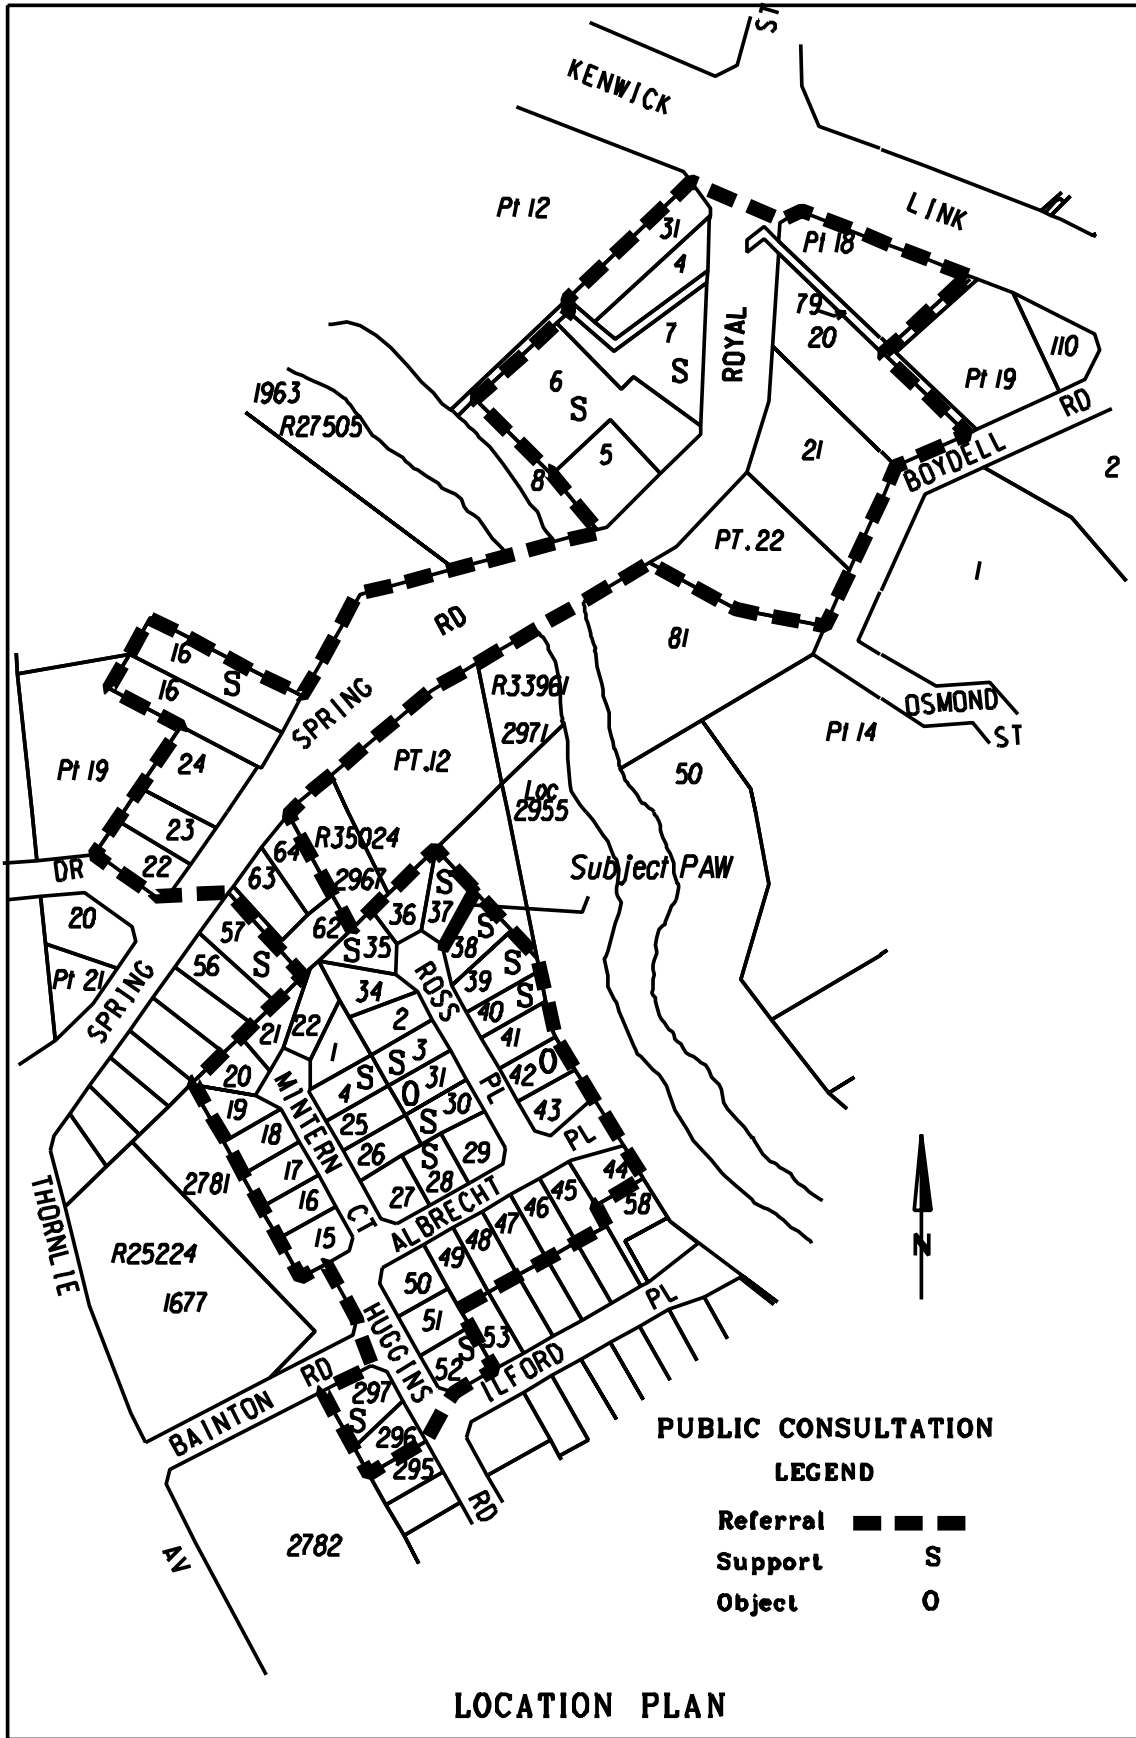 ST
KENWICK
LINK
Pt 12
31
Pt 18
4
79
20
7
S
ROYAL
110
Pt 19
RD
6
S
1963
R27505
5
21
BOYDELL
2
8
PT.22
1
RD
81
16
S
16
R33961
OSMOND
ST
SPRING
2971
Pt 14
PT.12
Pt 19
24
50
Loc
2955
23
R35024
64
DR
22
63
2967
Subject PAW
S
20
57
62
36
37
S
S
35
38
S
56
S
Pt 21
ROSS
39
SPRING
34
40
S
21
22
2
41
1
3
S
42
O
20
S
31
PL
4
O
43
19
MINTERN
30
25
S
PL
18
26
S
29
44
17
28
2781
45
THORNLIE
16
27
46
58
CT
ALBRECHT
47
15
48
R25224
49
50
1677
PL
51
HUGGINS
53
S
52
ILFORD
RD
297
BAINTON
S
296
295
RD
2782
AV
N
PUBLIC CONSULTATION
LEGEND
Referral
Support S
Object O
LOCATION PLAN